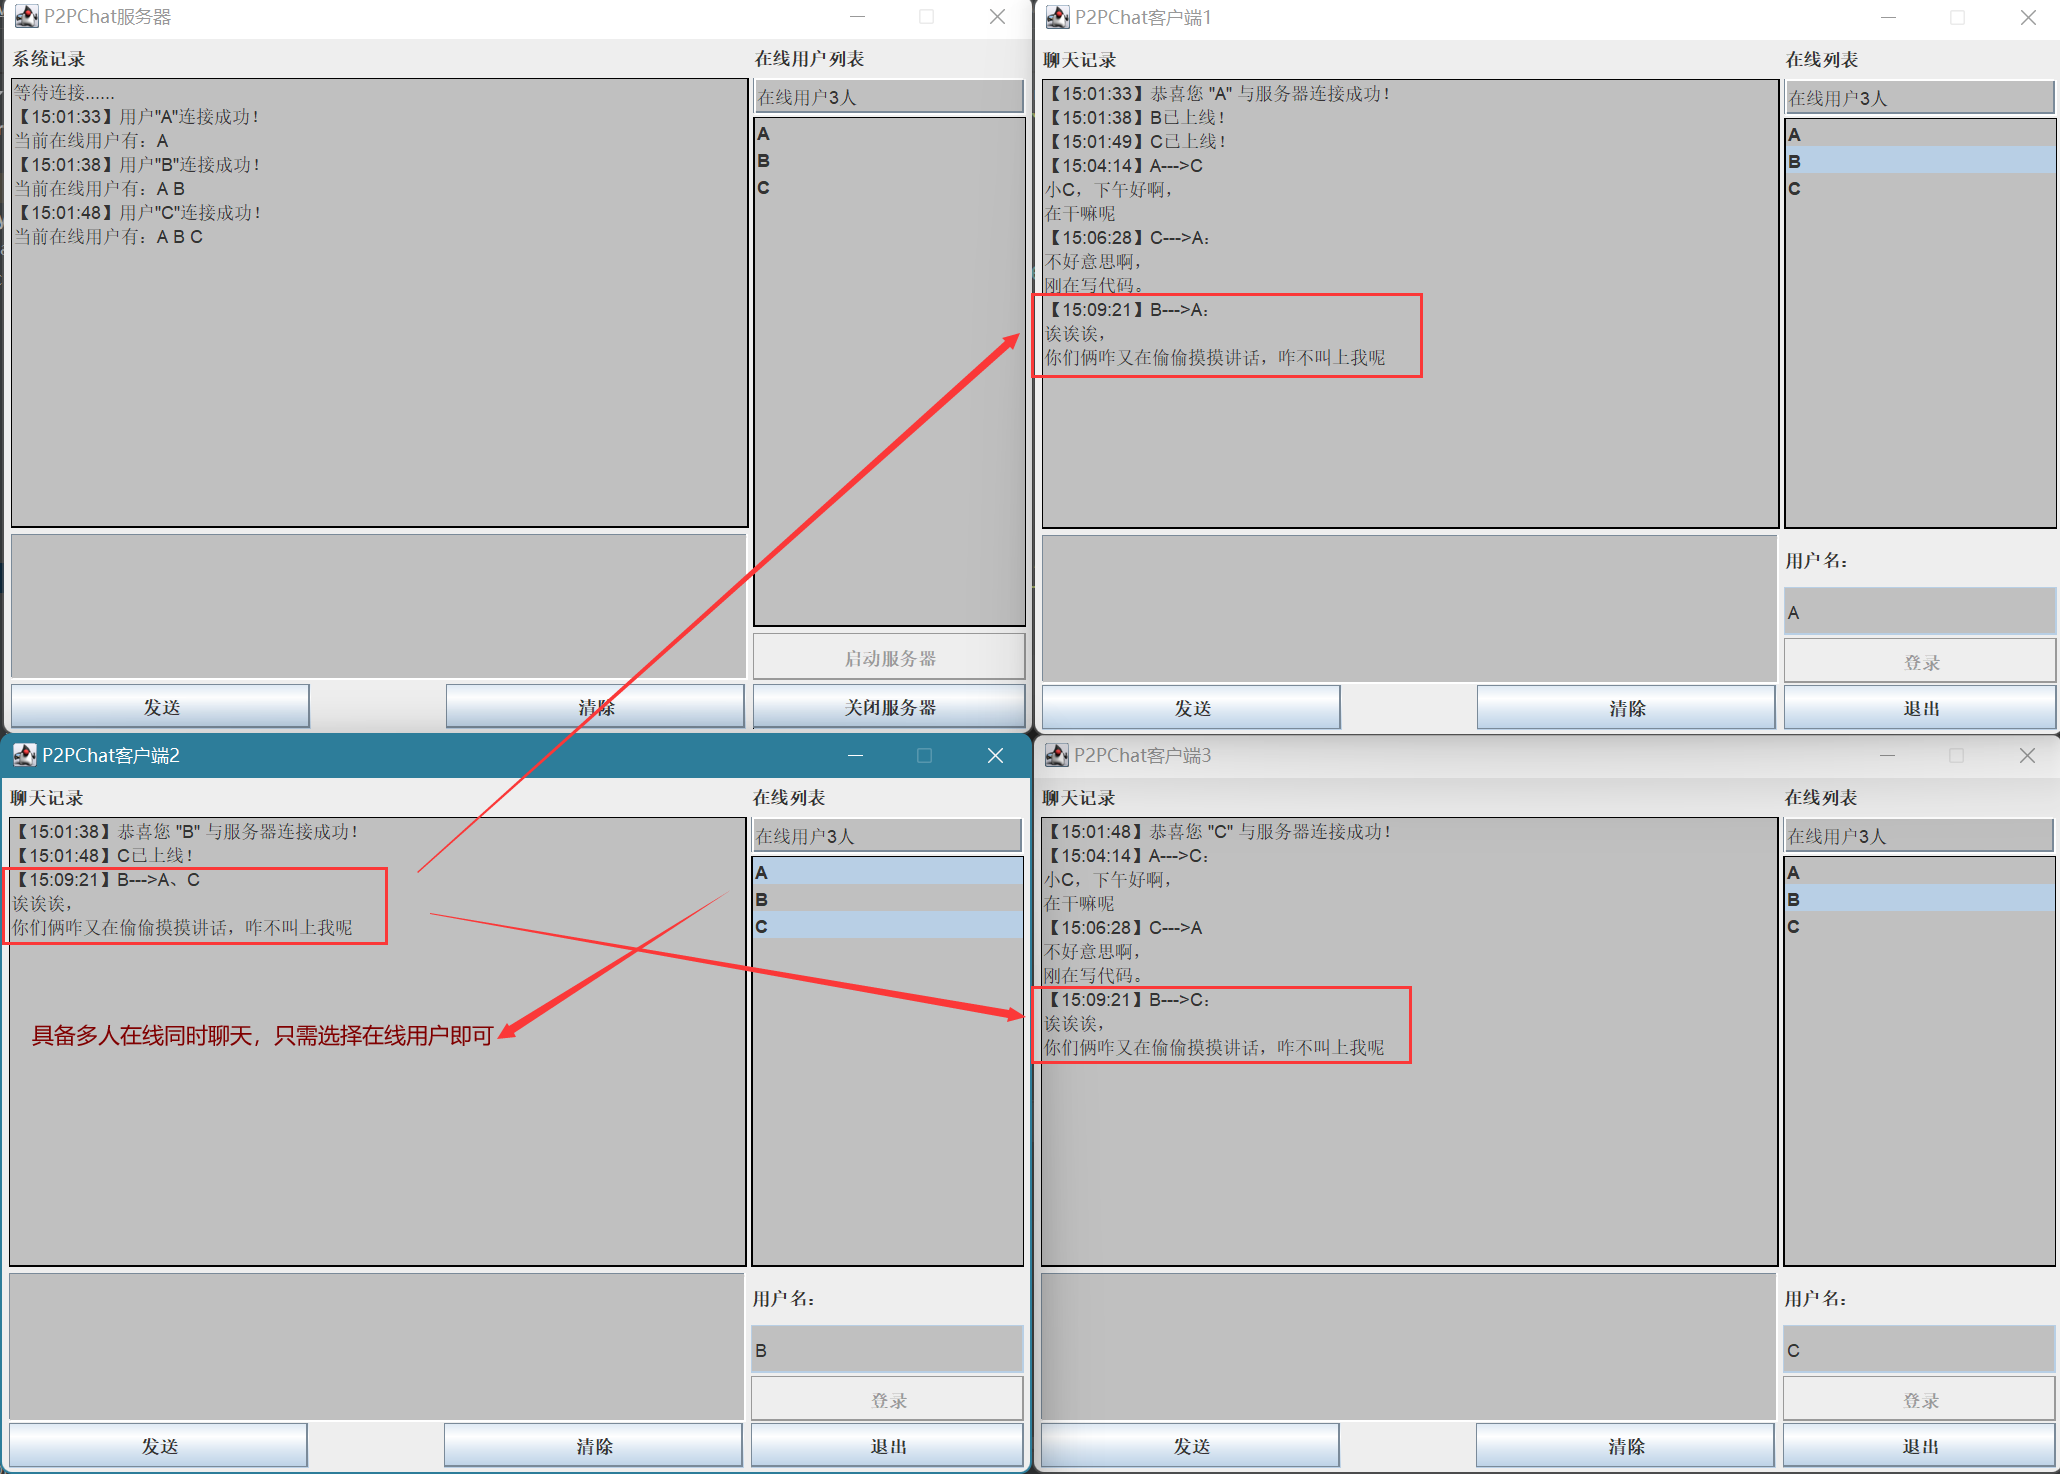 P2PChat服务器
系统记录
在线用户列表
等待连接......
【15:01:33】用户"A"连接成功！
当前在线用户有：A
【15:01:38】用户"B"连接成功！
当前在线用户有：A B
【15:01:48】用户"C"连接成功！
当前在线用户有：A B C
在线用户3人
A
B
C
启动服务器
发送
清除
关闭服务器
P2PChat客户端1
聊天记录
在线列表
【15:01:33】恭喜您 "A" 与服务器连接成功！
【15:01:38】B已上线！
【15:01:49】C已上线！
【15:04:14】A--->C
小C，下午好啊，
在干嘛呢
【15:06:28】C--->A：
不好意思啊，
刚在写代码。
【15:09:21】B--->A：
诶诶诶，
你们俩咋又在偷偷摸摸讲话，咋不叫上我呢
在线用户3人
A
B
C
用户名：
A
登录
发送
清除
退出
P2PChat客户端2
聊天记录
在线列表
【15:01:38】恭喜您 "B" 与服务器连接成功！
【15:01:48】C已上线！
【15:09:21】B--->A、C
诶诶诶，
你们俩咋又在偷偷摸摸讲话，咋不叫上我呢
具备多人在线同时聊天，只需选择在线用户即可
在线用户3人
A
B
C
用户名：
B
登录
发送
清除
退出
P2PChat客户端3
聊天记录
在线列表
【15:01:48】恭喜您 "C" 与服务器连接成功！
【15:04:14】A--->C：
小C，下午好啊，
在干嘛呢
【15:06:28】C--->A
不好意思啊，
刚在写代码。
【15:09:21】B--->C：
诶诶诶，
你们俩咋又在偷偷摸摸讲话，咋不叫上我呢
在线用户3人
A
B
C
用户名：
C
登录
发送
清除
退出